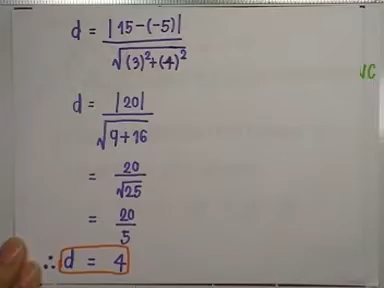 d = |15-(-5)| / √(3)²+(4)²
d = |20| / √9+16
= 20 / √25
= 20 / 5
∴ d = 4